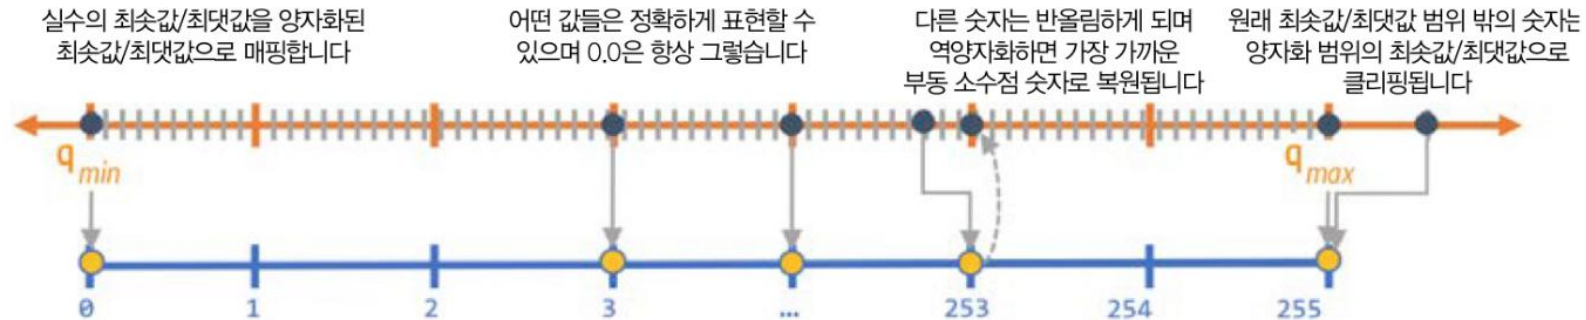 실수의 최솟값/최댓값을 양자화된
최솟값/최댓값으로 매핑합니다
어떤 값들은 정확하게 표현할 수
있으며 0.0은 항상 그렇습니다
다른 숫자는 반올림하게 되며
역양자화하면 가장 가까운
부동 소수점 숫자로 복원됩니다
원래 최솟값/최댓값 범위 밖의 숫자는
양자화 범위의 최솟값/최댓값으로
클리핑됩니다
q min
q max
0 1 2 3 ... 253 254 255